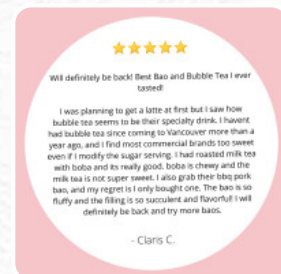 Will definitely be back! Best Bao and Bubble Tea I ever
tasted!
I was planning to get a latte at first but I saw how
bubble tea seems to be their specialty drink. I havent
had bubble tea since coming to Vancouver more than a
year ago, and I find most commercial brands too sweet
even if I modify the sugar serving. I had roasted milk tea
with boba and its really good. boba is chewy and the
milk tea is not super sweet. I also grab their bbq pork
bao, and my regret is I only bought one. The bao is so
fluffy and the filling is so succulent and flavorful! I will
definitely be back and try more baos.
- Claris C.